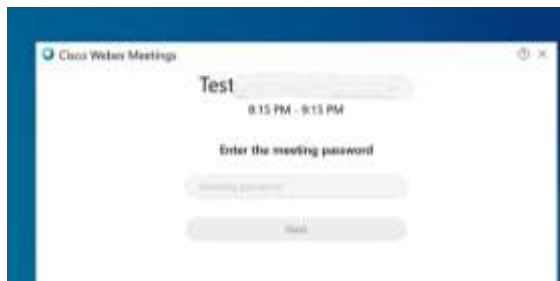 Cisco Webex Meetings
Test
8:15 PM - 9:15 PM
Enter the meeting password
Meeting password
Next